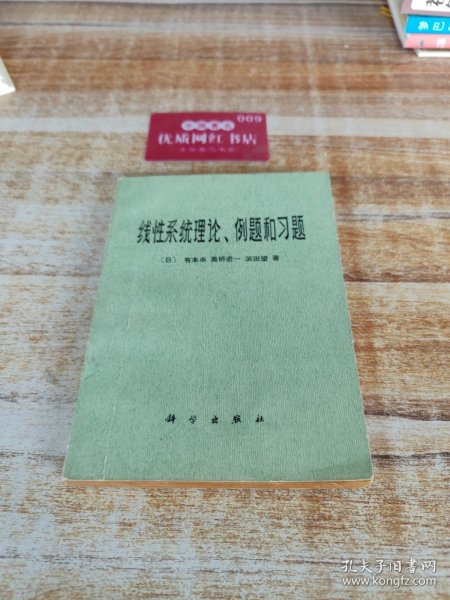 009
优质网红书店
线性系统理论、例题和习题
〔日〕 有本卓 高桥进一 滨田望 著
科学出版社
孔夫子旧书网
www.kongfz.com